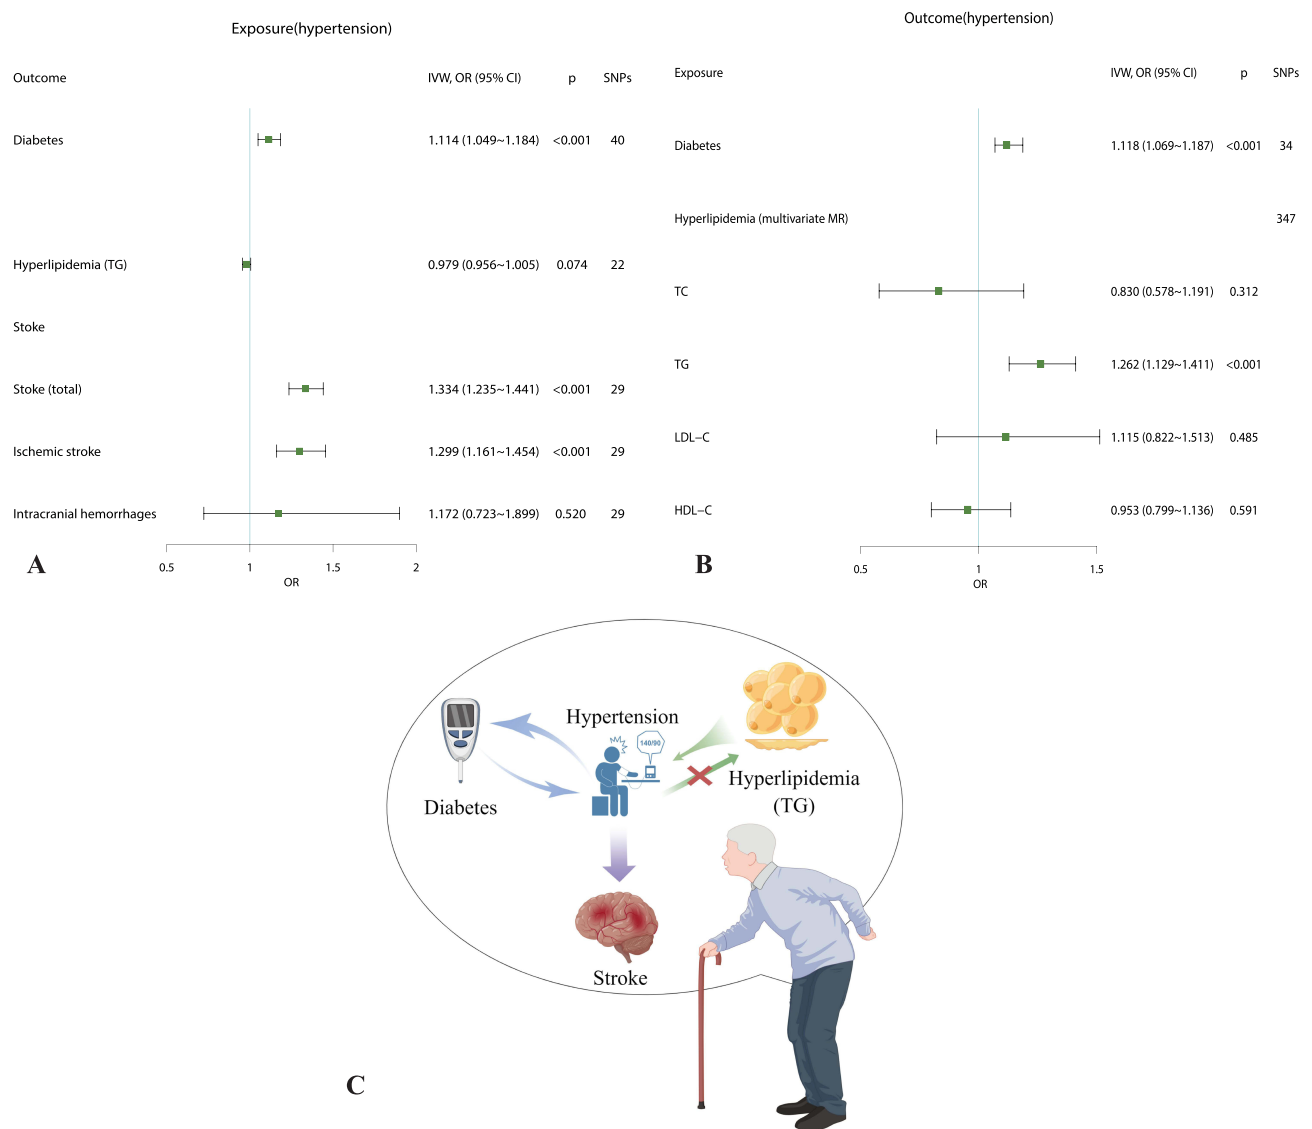 Exposure(hypertension)
Outcome IVW, OR (95% CI) p SNPs
Diabetes 1.114 (1.049~1.184) <0.001 40
Hyperlipidemia (TG) 0.979 (0.956~1.005) 0.074 22
Stoke
Stoke (total) 1.334 (1.235~1.441) <0.001 29
Ischemic stroke 1.299 (1.161~1.454) <0.001 29
Intracranial hemorrhages 1.172 (0.723~1.899) 0.520 29
0.5 1 1.5 2
OR
A
Outcome(hypertension)
Exposure IVW, OR (95% CI) p SNPs
Diabetes 1.118 (1.069~1.187) <0.001 34
Hyperlipidemia (multivariate MR) 347
TC 0.830 (0.578~1.191) 0.312
TG 1.262 (1.129~1.411) <0.001
LDL−C 1.115 (0.822~1.513) 0.485
HDL−C 0.953 (0.799~1.136) 0.591
0.5 1 1.5
OR
B
Hypertension
140/90
Diabetes
Hyperlipidemia
(TG)
Stroke
C